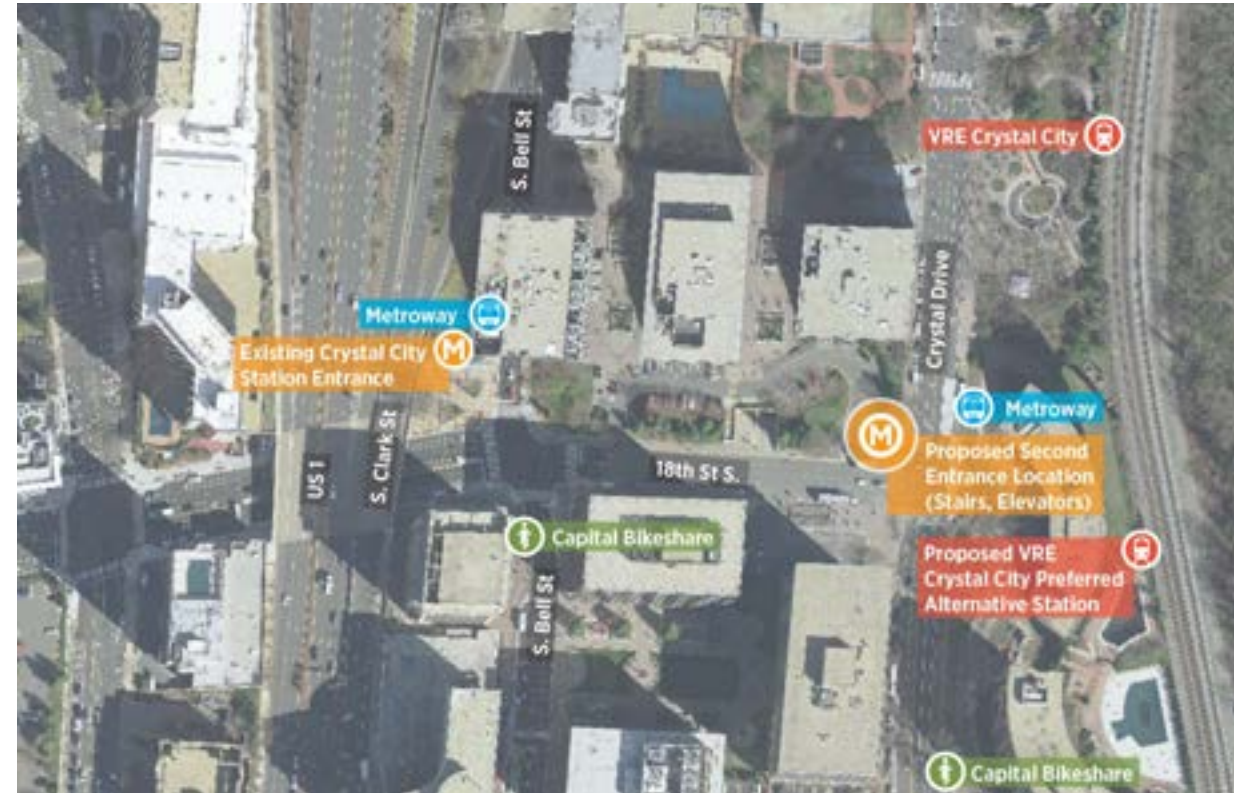 S. Bell St
VRE Crystal City
Crystal Drive
Metroway
Existing Crystal City
Station Entrance
M
S. Clark St
US 1
18th St S.
M
Metroway
Proposed Second
Entrance Location
(Stairs, Elevators)
Capital Bikeshare
Proposed VRE
Crystal City Preferred
Alternative Station
S. Bell St
Capital Bikeshare